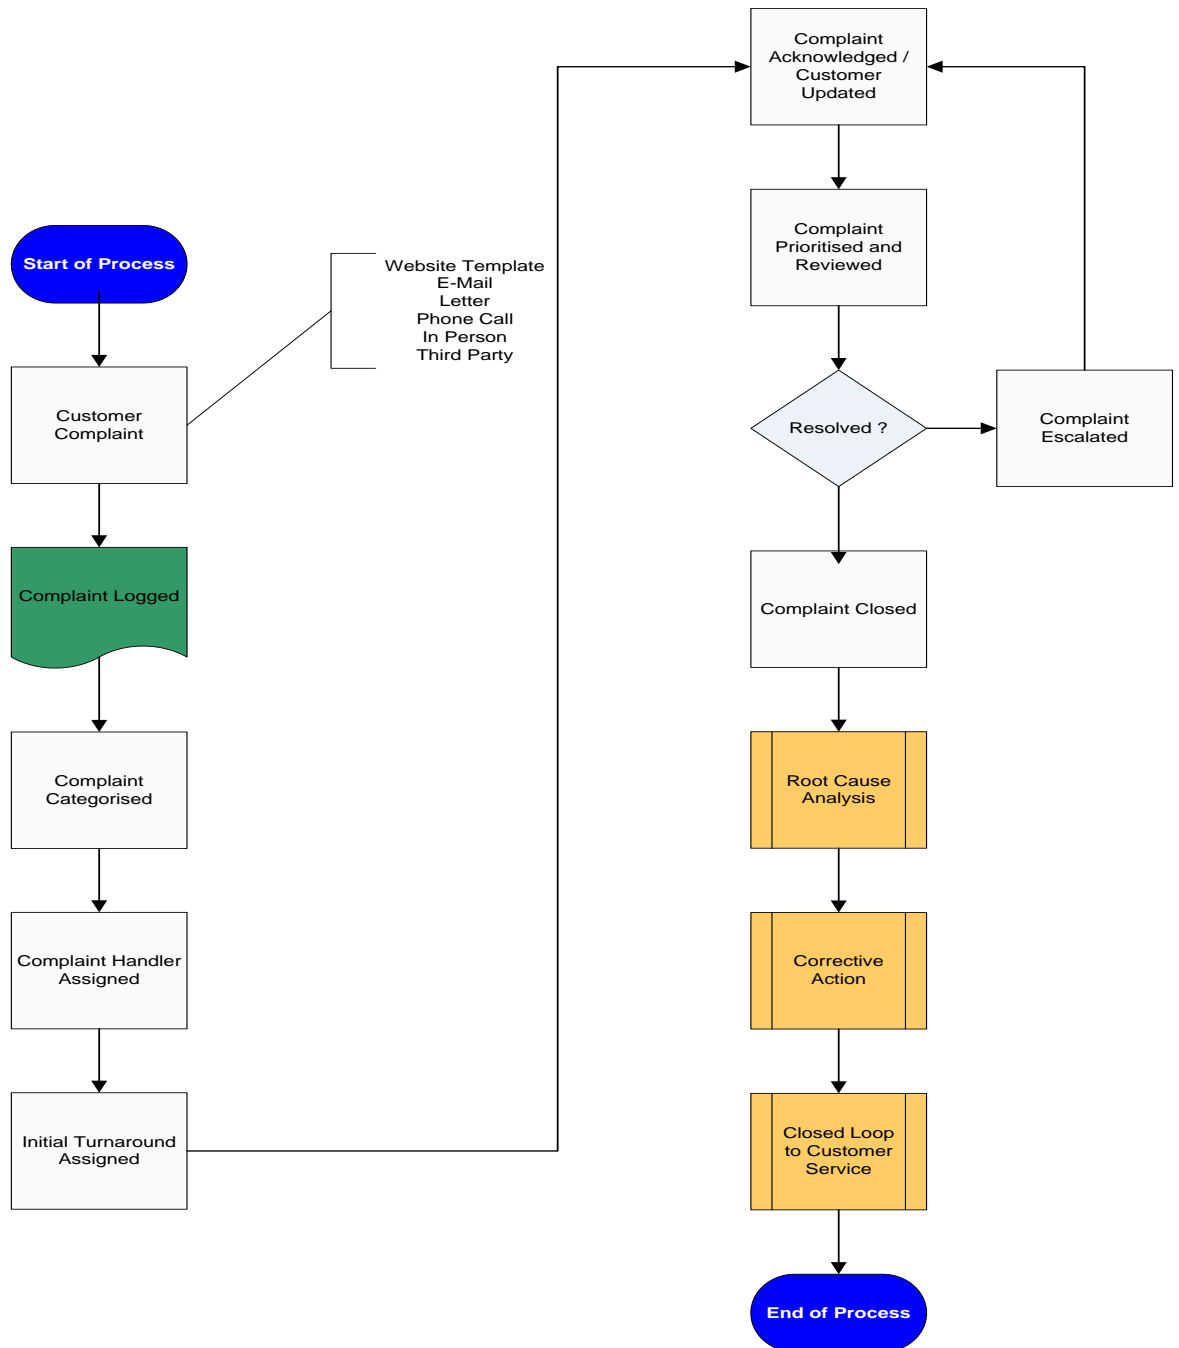 Start of Process
Website Template
E-Mail
Letter
Phone Call
In Person
Third Party
Customer
Complaint
Complaint Logged
Complaint
Categorised
Complaint Handler
Assigned
Initial Turnaround
Assigned
Complaint
Acknowledged /
Customer
Updated
Complaint
Prioritised and
Reviewed
Resolved ?
Complaint
Escalated
Complaint Closed
Root Cause
Analysis
Corrective
Action
Closed Loop
to Customer
Service
End of Process